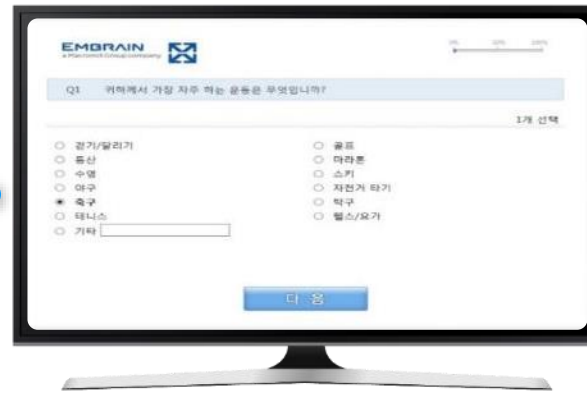 EMBRAIN
0% 50% 100%
Q1 귀하께서 가장 자주 하는 운동은 무엇입니까?
1개 선택
걷기/달리기
등산
수영
야구
축구
테니스
기타
골프
마라톤
스키
자전거 타기
탁구
헬스/요가
다 음